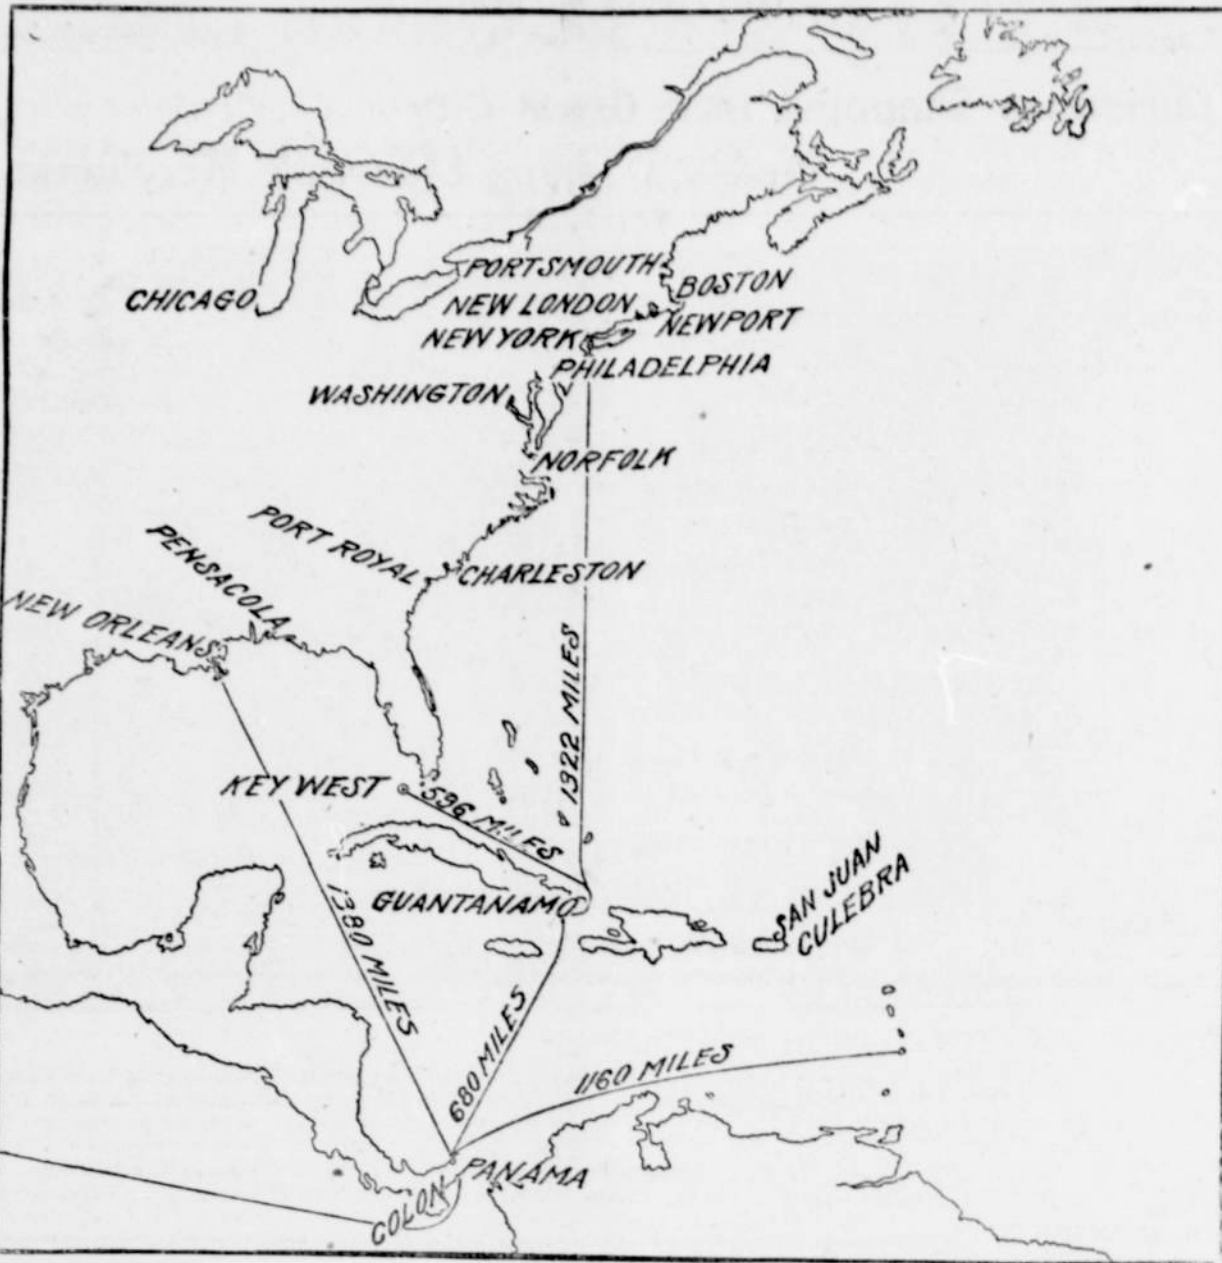 PORTSMOUTH
BOSTON
CHICAGO
NEW LONDON
NEWPORT
NEW YORK
PHILADELPHIA
WASHINGTON
NORFOLK
PORT ROYAL
PENSACOLA
CHARLESTON
NEW ORLEANS
1922 MILES
KEY WEST
596 MILES
GUANTANAMO
SAN JUAN
CULEBRA
1380 MILES
680 MILES
1160 MILES
PANAMA
COLON